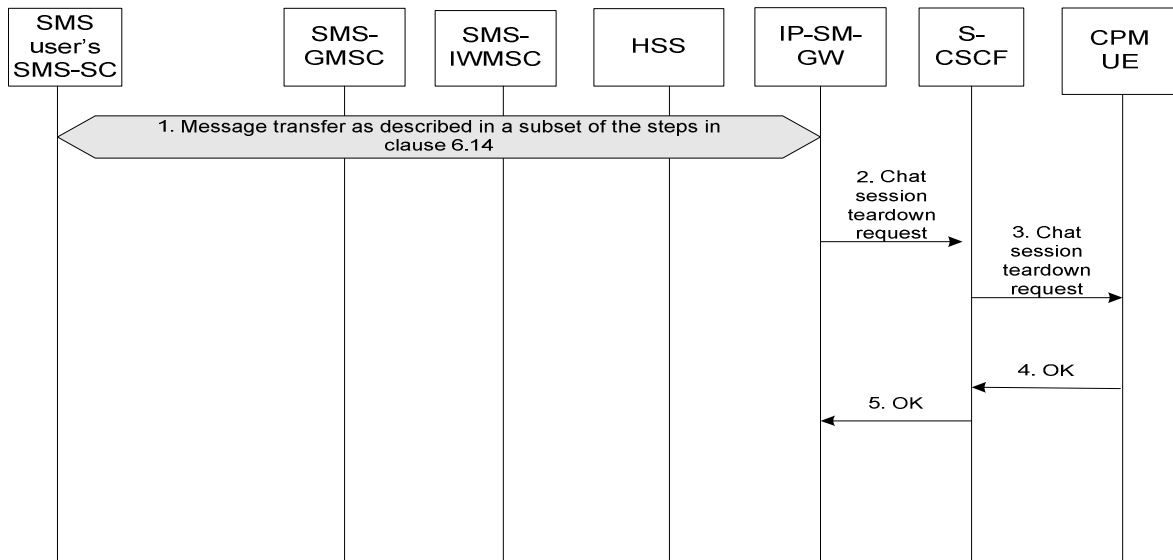 SMS
user's
SMS-SC
SMS-
GMSC
SMS-
IWMSC
HSS
IP-SM-
GW
S-
CSCF
CPM
UE
1. Message transfer as described in a subset of the steps in
clause 6.14
2. Chat
session
teardown
request
3. Chat
session
teardown
request
4. OK
5. OK